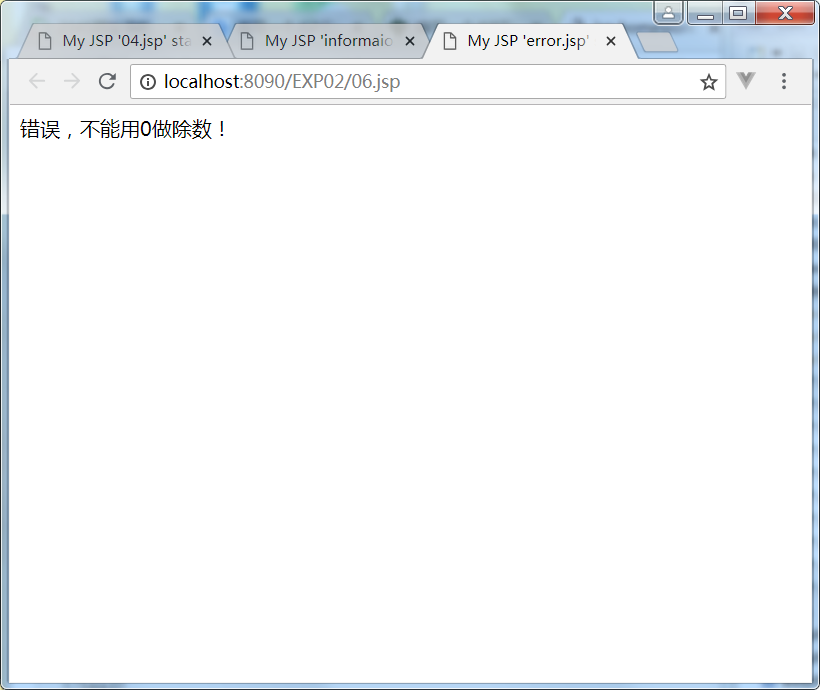 My JSP '04.jsp' sta
My JSP 'informaio
My JSP 'error.jsp'
localhost:8090/EXP02/06.jsp
错误，不能用0做除数！